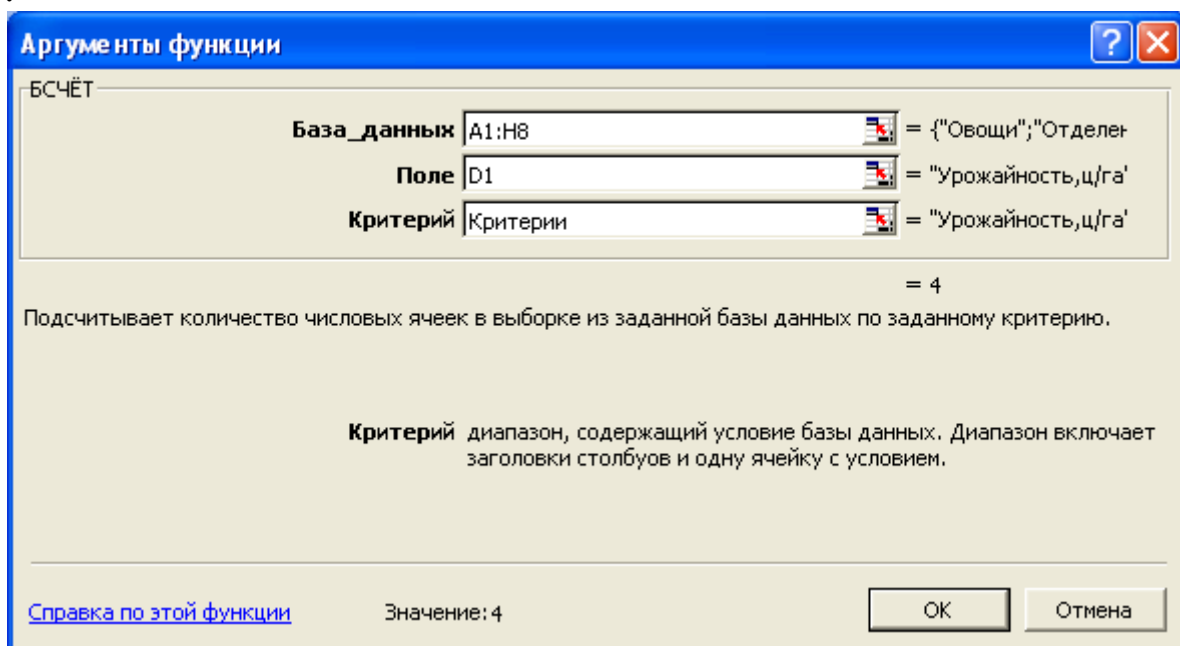 Аргументы функции
БСЧЁТ
База_данных A1:H8 = {"Овощи";"Отделен
Поле D1 = "Урожайность,ц/га"
Критерий Критерии = "Урожайность,ц/га"
= 4
Подсчитывает количество числовых ячеек в выборке из заданной базы данных по заданному критерию.
Критерий диапазон, содержащий условие базы данных. Диапазон включает
заголовки столбуов и одну ячейку с условием.
Справка по этой функции Значение:4 ОК Отмена